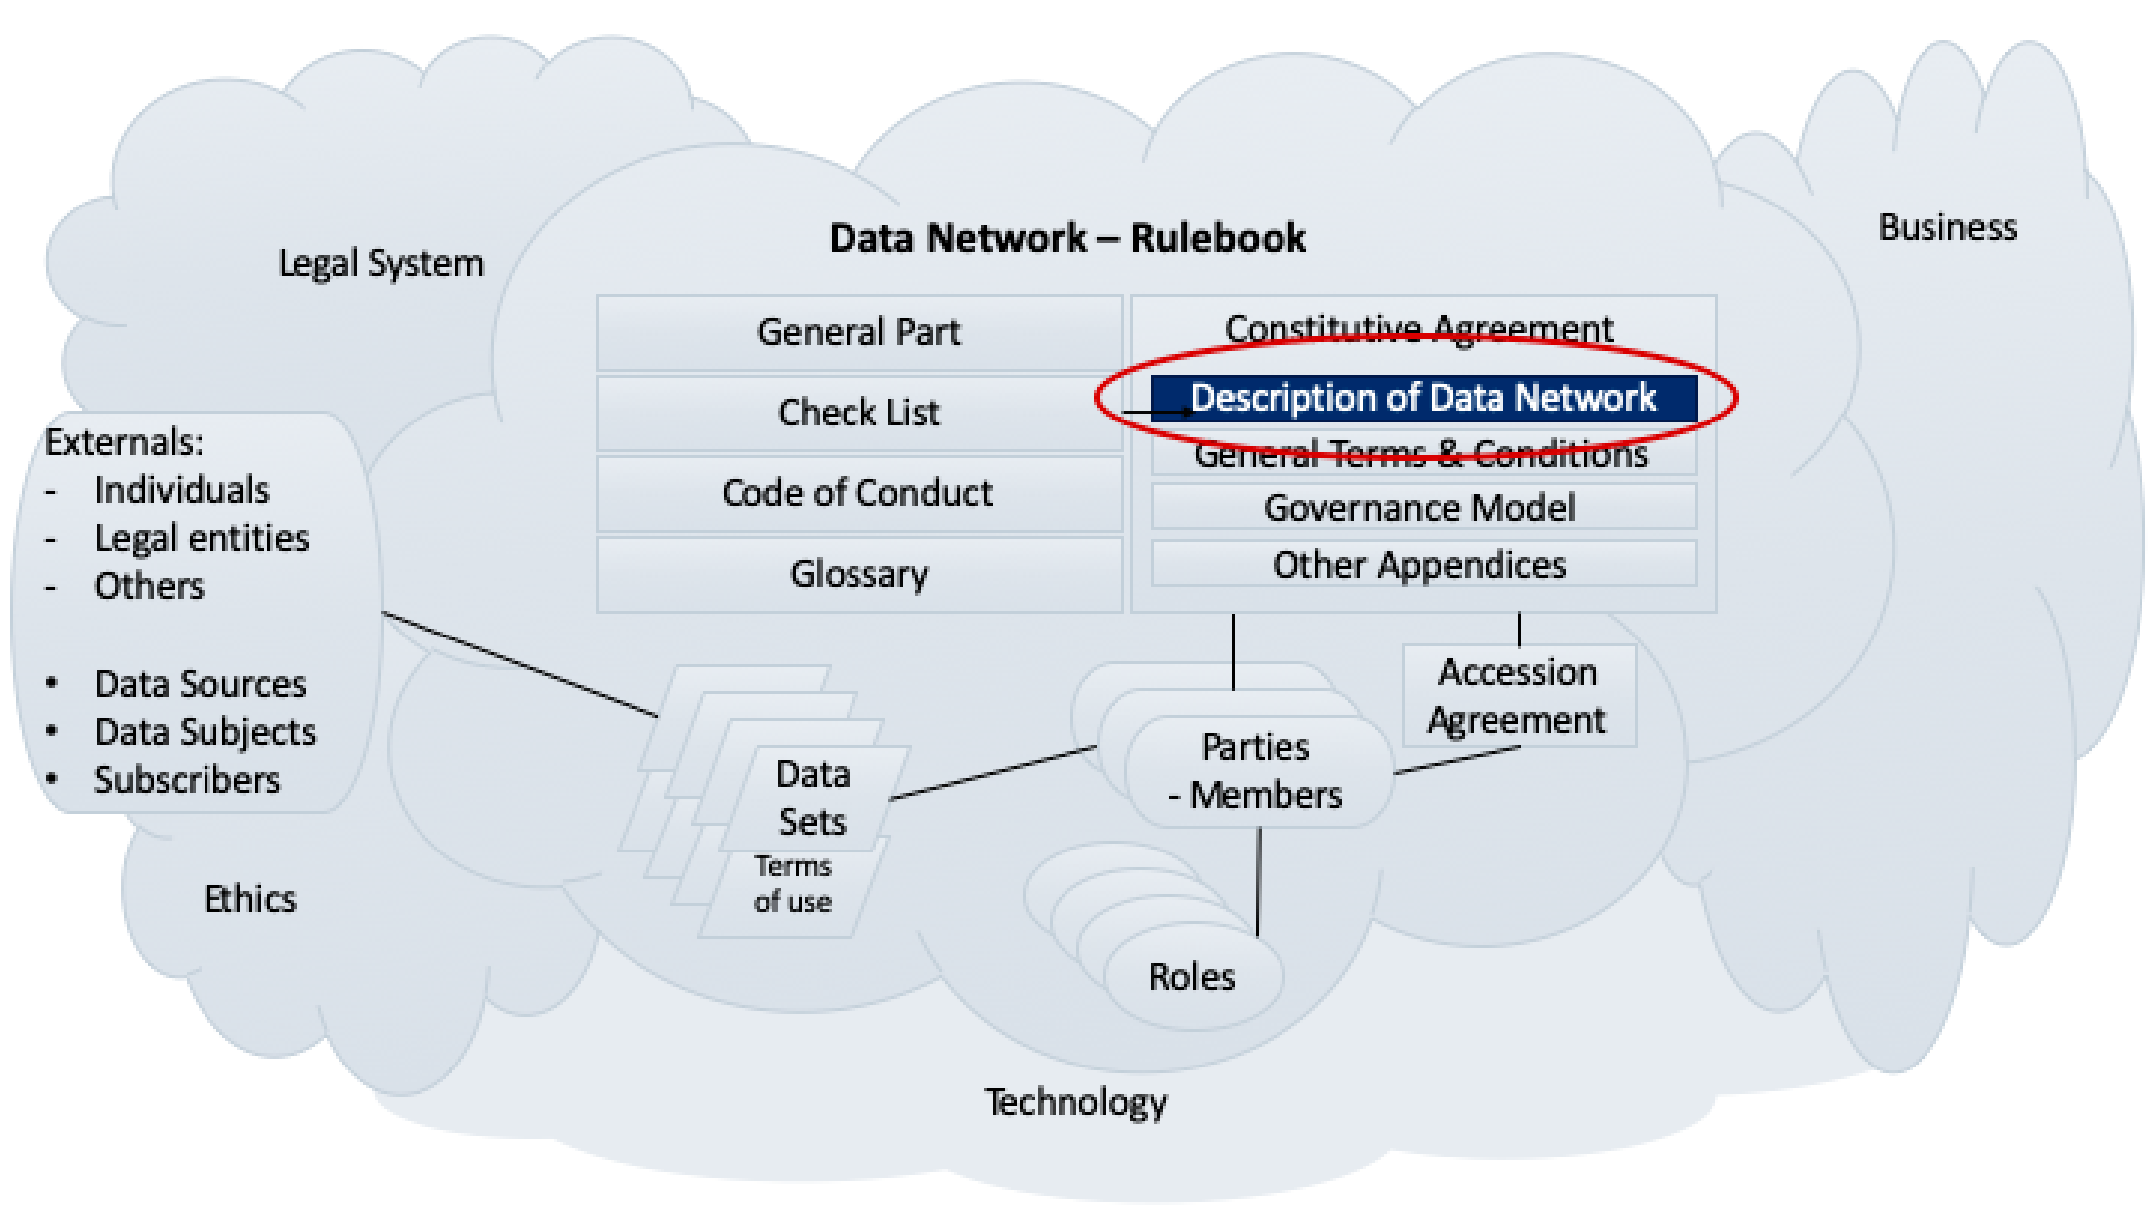 Data Network – Rulebook
Legal System
Business
General Part
Check List
Code of Conduct
Glossary
Constitutive Agreement
Description of Data Network
General Terms & Conditions
Governance Model
Other Appendices
Externals:
- Individuals
- Legal entities
- Others
• Data Sources
• Data Subjects
• Subscribers
Accession
Agreement
Parties
- Members
Data
Sets
Terms
of use
Roles
Ethics
Technology